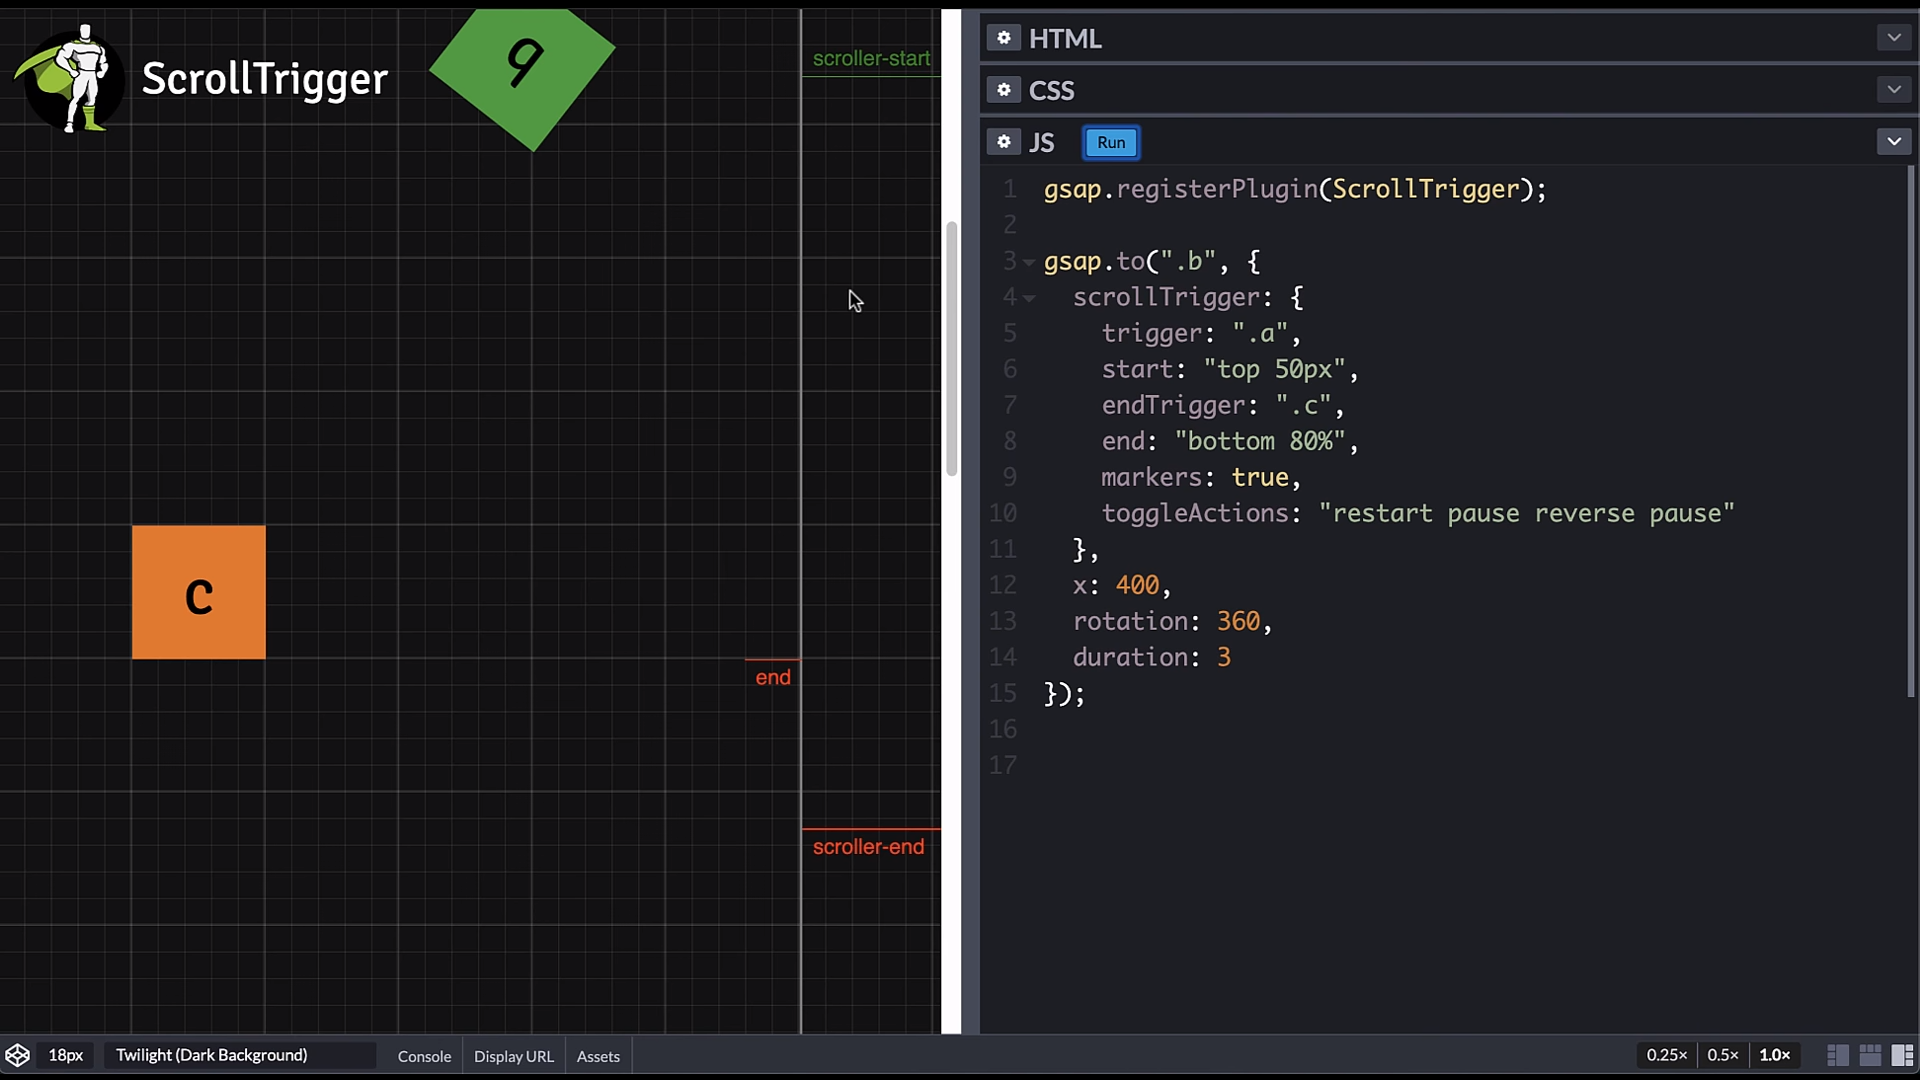 ScrollTrigger
b
scroller-start
C
end
scroller-end
HTML
CSS
JS
Run
1 gsap.registerPlugin(ScrollTrigger);
2
3 gsap.to(".b", {
4 scrollTrigger: {
5 trigger: ".a",
6 start: "top 50px",
7 endTrigger: ".c",
8 end: "bottom 80%",
9 markers: true,
10 toggleActions: "restart pause reverse pause"
11 },
12 x: 400,
13 rotation: 360,
14 duration: 3
15 });
16
17
18px Twilight (Dark Background) Console Display URL Assets 0.25× 0.5× 1.0×